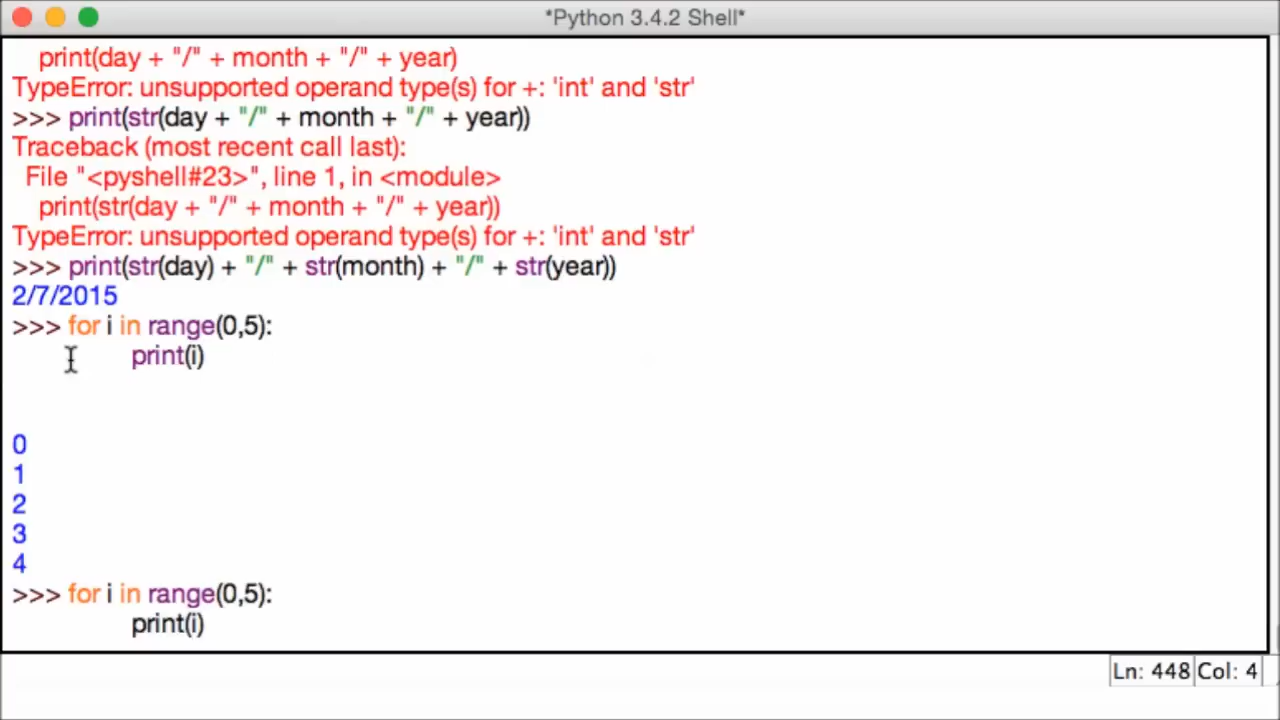 *Python 3.4.2 Shell*
print(day + "/" + month + "/" + year)
TypeError: unsupported operand type(s) for +: 'int' and 'str'
>>> print(str(day + "/" + month + "/" + year))
Traceback (most recent call last):
File "<pyshell#23>", line 1, in <module>
print(str(day + "/" + month + "/" + year))
TypeError: unsupported operand type(s) for +: 'int' and 'str'
>>> print(str(day) + "/" + str(month) + "/" + str(year))
2/7/2015
>>> for i in range(0,5):
print(i)
0
1
2
3
4
>>> for i in range(0,5):
print(i)
Ln: 448 Col: 4